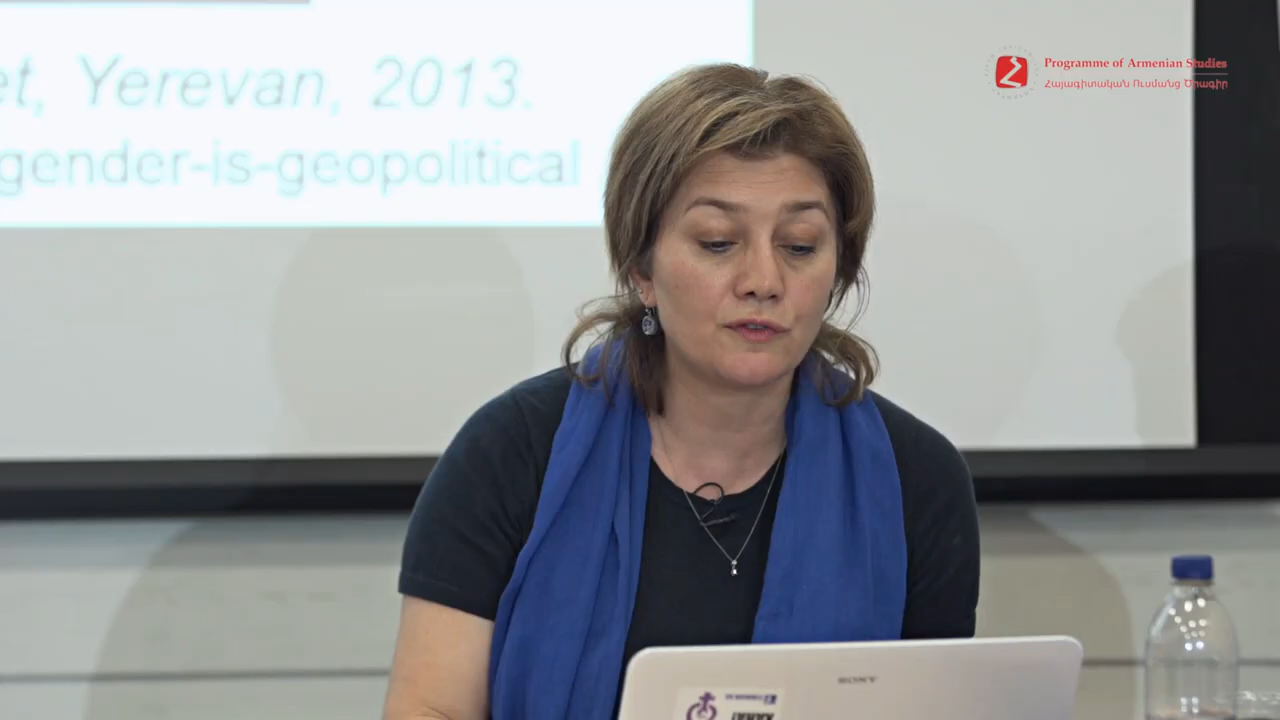 et, Yerevan, 2013.
gender-is-geopolitical
Programme of Armenian Studies
Հայագիտական Ուսմանց Ծրագիր
SONY